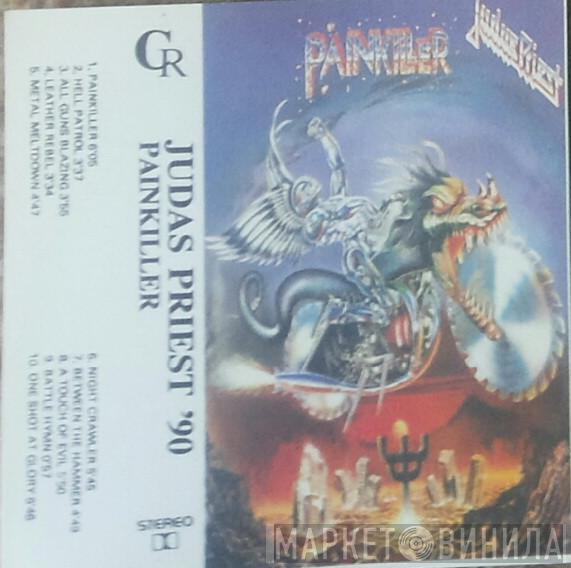 CR
1. PAINKILLER 6'05
2. HELL PATROL 3'37
3. ALL GUNS BLAZING 3'55
4. LEATHER REBEL 3'34
5. METAL MELTDOWN 4'47
JUDAS PRIEST '90
PAINKILLER
6. NIGHT CRAWLER 5'45
7. BETWEEN THE HAMMER 4'49
8. A TOUCH OF EVIL 5'50
9. BATTLE HYMN 0'57
10. ONE SHOT AT GLORY 6'46
STEREO
PAINKILLER
Judas Priest
МАРКЕТ ВИНИЛА